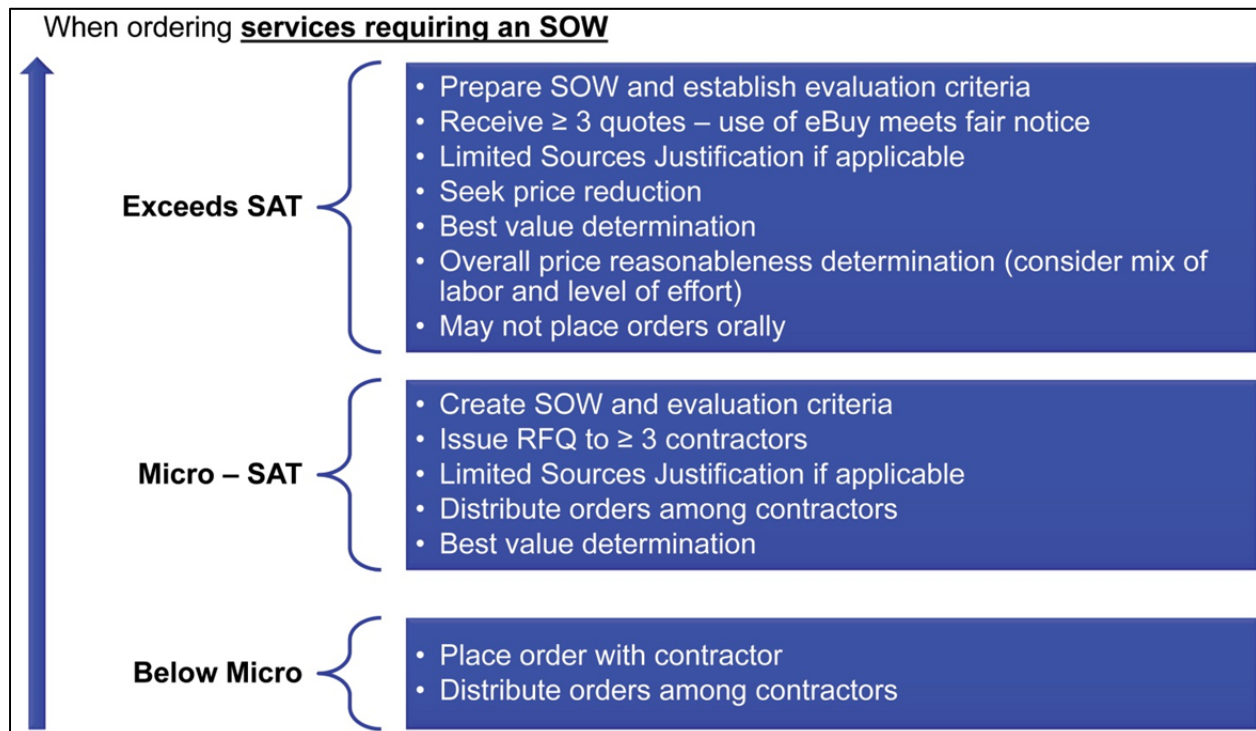 When ordering services requiring an SOW
Exceeds SAT
• Prepare SOW and establish evaluation criteria
• Receive ≥ 3 quotes – use of eBuy meets fair notice
• Limited Sources Justification if applicable
• Seek price reduction
• Best value determination
• Overall price reasonableness determination (consider mix of
labor and level of effort)
• May not place orders orally
Micro – SAT
• Create SOW and evaluation criteria
• Issue RFQ to ≥ 3 contractors
• Limited Sources Justification if applicable
• Distribute orders among contractors
• Best value determination
Below Micro
• Place order with contractor
• Distribute orders among contractors